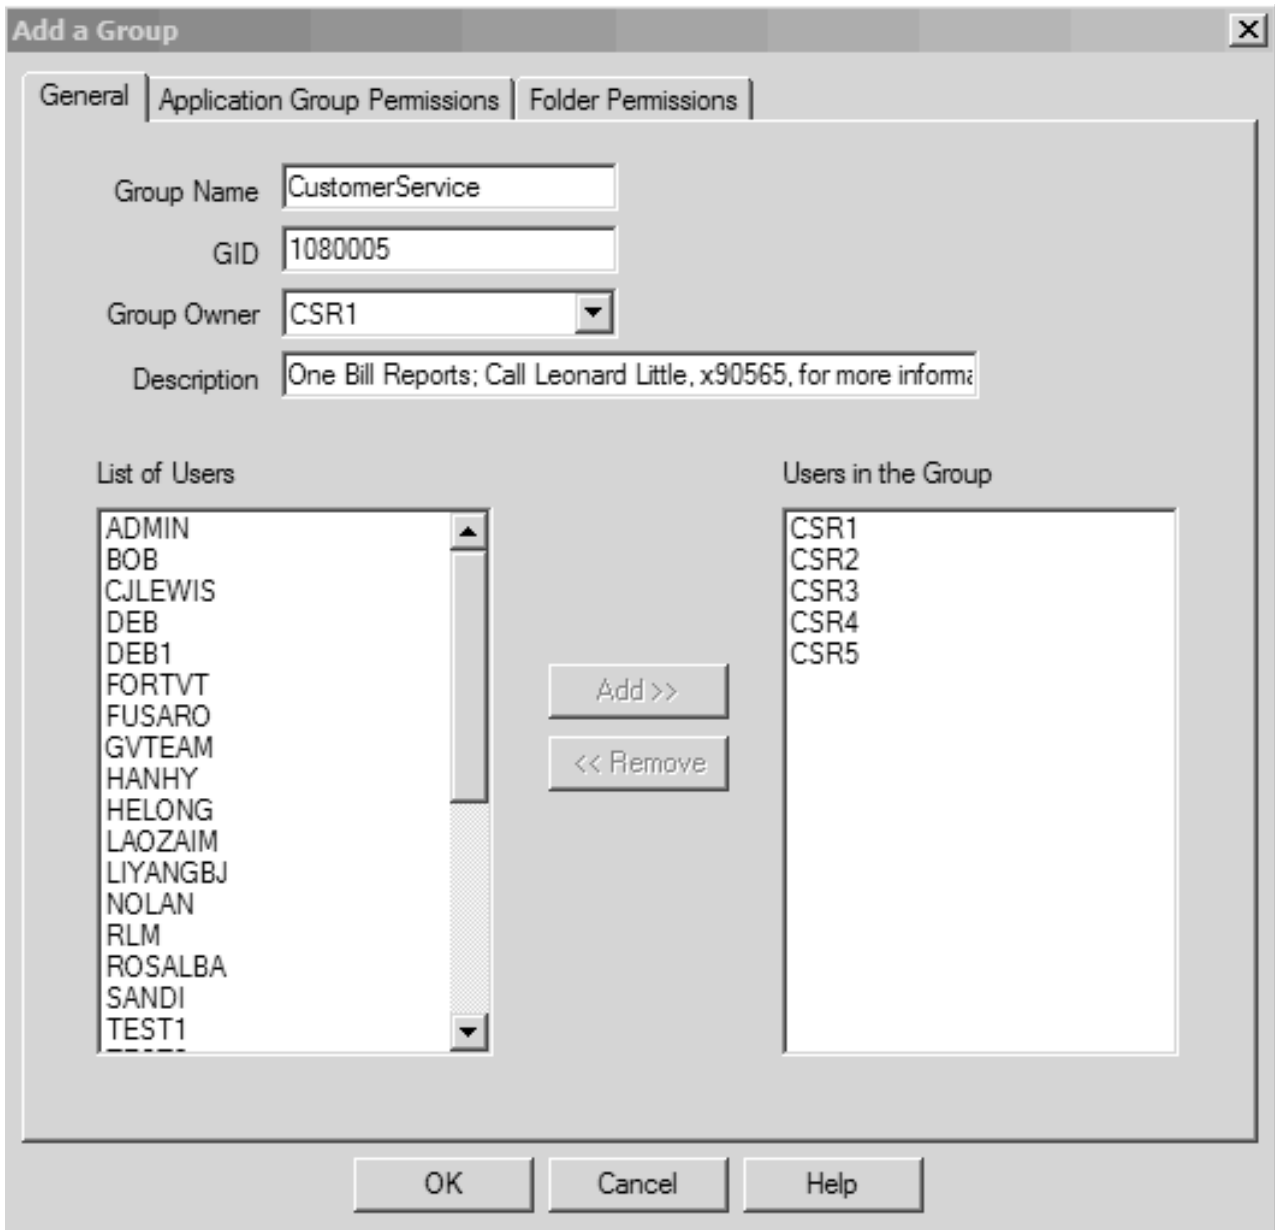 Add a Group
General Application Group Permissions Folder Permissions
Group Name CustomerService
GID 1080005
Group Owner CSR1
Description One Bill Reports; Call Leonard Little, x90565, for more informa
List of Users
ADMIN
BOB
CJLEWIS
DEB
DEB1
FORTVT
FUSARO
GVTEAM
HANHY
HELONG
LAOZAIM
LIYANGBJ
NOLAN
RLM
ROSALBA
SANDI
TEST1
Add >>
<< Remove
Users in the Group
CSR1
CSR2
CSR3
CSR4
CSR5
OK Cancel Help